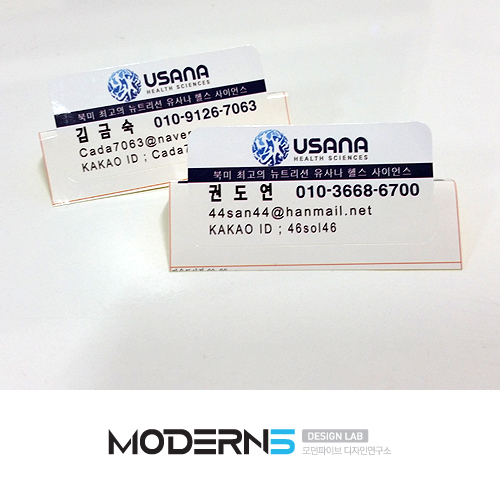 USANA
HEALTH SCIENCES
북미 최고의 뉴트리션 유사나 헬스 사이언스
김금숙 010-9126-7063
Cada7063@nave
KAKAO ID ; Cada7
USANA
HEALTH SCIENCES
북미 최고의 뉴트리션 유사나 헬스 사이언스
권도연 010-3668-6700
44san44@hanmail.net
KAKAO ID ; 46sol46
MODERN5 DESIGN LAB
모던파이브 디자인연구소